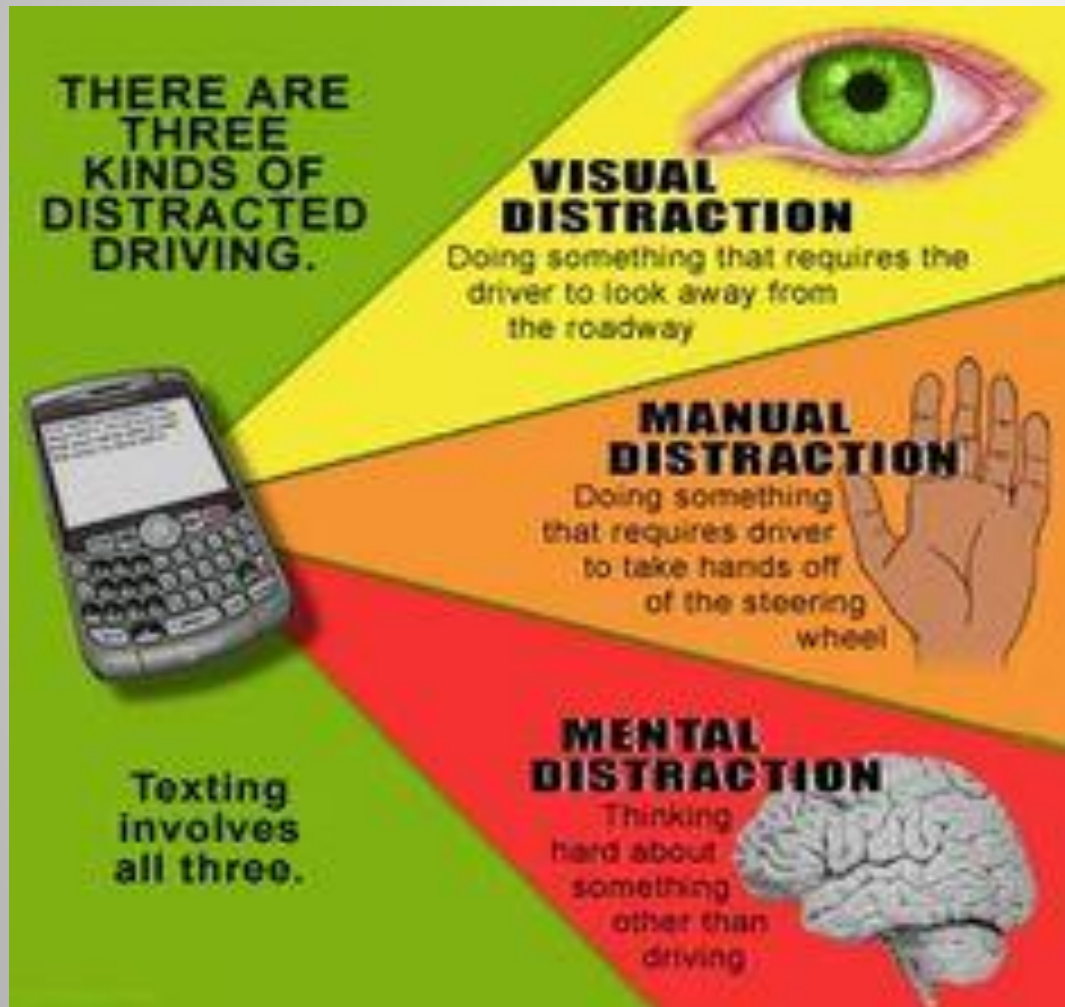 THERE ARE
THREE
KINDS OF
DISTRACTED
DRIVING.
VISUAL
DISTRACTION
Doing something that requires the
driver to look away from
the roadway
MANUAL
DISTRACTION
Doing something
that requires driver
to take hands off
of the steering
wheel
MENTAL
DISTRACTION
Thinking
hard about
something
other than
driving
Texting
involves
all three.